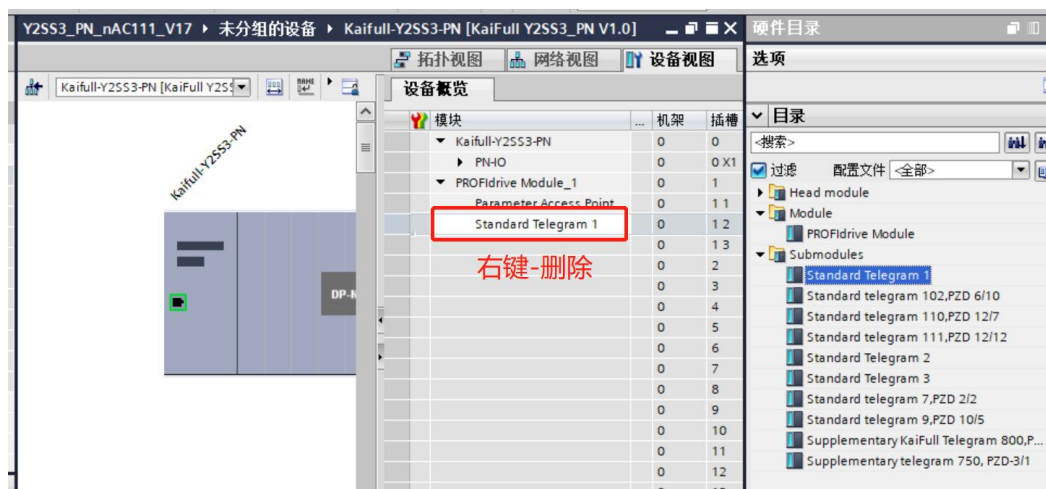 Y2SS3_PN_nAC111_V17 ▸ 未分组的设备 ▸ Kaifull-Y2SS3-PN [KaiFull Y2SS3_PN V1.0]
拓扑视图 网络视图 设备视图
Kaifull-Y2SS3-PN [KaiFull Y2S
设备概览
模块 ... 机架 插槽
Kaifull-Y2SS3-PN 0 0
PN-IO 0 0 X1
PROFIdrive Module_1 0 1
Parameter Access Point 0 1 1
Standard Telegram 1 0 1 2
0 1 3
右键-删除
0 2
0 3
0 4
0 5
0 6
0 7
0 8
0 9
0 10
0 11
0 12
Kaifull-Y2SS3-PN
DP-N
硬件目录
选项
目录
<搜索>
过滤 配置文件 <全部>
Head module
Module
PROFIdrive Module
Submodules
Standard Telegram 1
Standard telegram 102,PZD 6/10
Standard telegram 110,PZD 12/7
Standard telegram 111,PZD 12/12
Standard Telegram 2
Standard Telegram 3
Standard telegram 7,PZD 2/2
Standard telegram 9,PZD 10/5
Supplementary KaiFull Telegram 800,P...
Supplementary telegram 750, PZD-3/1